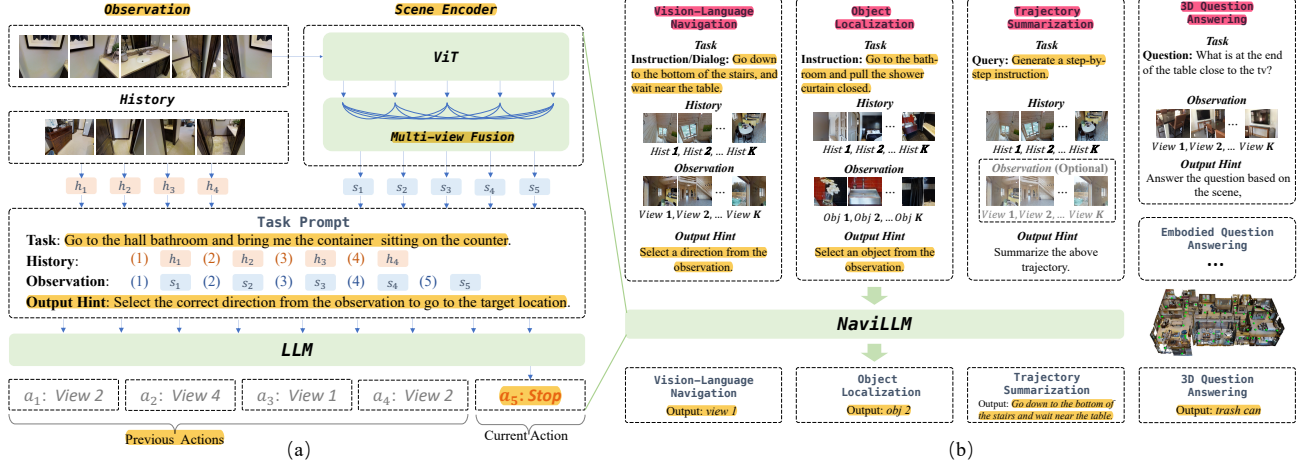 Observation
Scene Encoder
ViT
Multi-view Fusion
History
h1 h2 h3 h4
s1 s2 s3 s4 s5
Task Prompt
Task: Go to the hall bathroom and bring me the container sitting on the counter.
History: (1) h1 (2) h2 (3) h3 (4) h4
Observation: (1) s1 (2) s2 (3) s3 (4) s4 (5) s5
Output Hint: Select the correct direction from the observation to go to the target location.
LLM
a1: View 2
a2: View 4
a3: View 1
a4: View 2
a5: Stop
Previous Actions
Current Action
(a)
Vision-Language
Navigation
Task
Instruction/Dialog: Go down
to the bottom of the stairs, and
wait near the table.
History
...
Hist 1, Hist 2, ... Hist K
Observation
...
View 1, View 2, ... View K
Output Hint
Select a direction from the
observation.
Object
Localization
Task
Instruction: Go to the bath-
room and pull the shower
curtain closed.
History
...
Hist 1, Hist 2, ... Hist K
Observation
...
Obj 1, Obj 2, ... Obj K
Output Hint
Select an object from the
observation.
Trajectory
Summarization
Task
Query: Generate a step-by-
step instruction.
History
...
Hist 1, Hist 2, ... Hist K
Observation (Optional)
...
View 1, View 2, ... View K
Output Hint
Summarize the above
trajectory.
3D Question
Answering
Task
Question: What is at the end
of the table close to the tv?
Observation
...
View 1, View 2, ... View K
Output Hint
Answer the question based on
the scene,
Embodied Question
Answering
...
NaviLLM
Vision-Language
Navigation
Output: view 1
Object
Localization
Output: obj 2
Trajectory
Summarization
Output: Go down to the bottom of
the stairs and wait near the table.
3D Question
Answering
Output: trash can
(b)